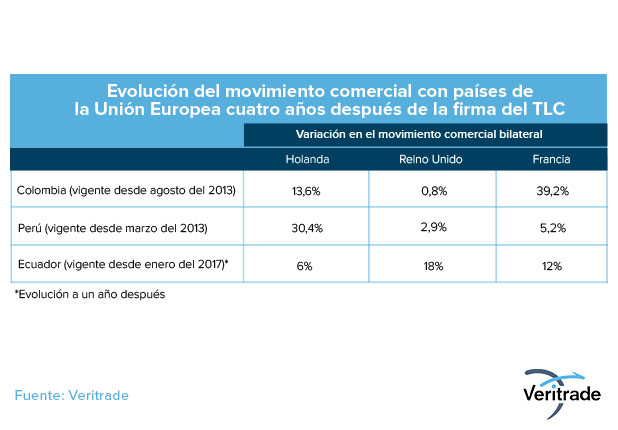 Evolución del movimiento comercial con países de
la Unión Europea cuatro años después de la firma del TLC
Variación en el movimiento comercial bilateral
Holanda Reino Unido Francia
Colombia (vigente desde agosto del 2013) 13,6% 0,8% 39,2%
Perú (vigente desde marzo del 2013) 30,4% 2,9% 5,2%
Ecuador (vigente desde enero del 2017)* 6% 18% 12%
*Evolución a un año después
Fuente: Veritrade
Veritrade